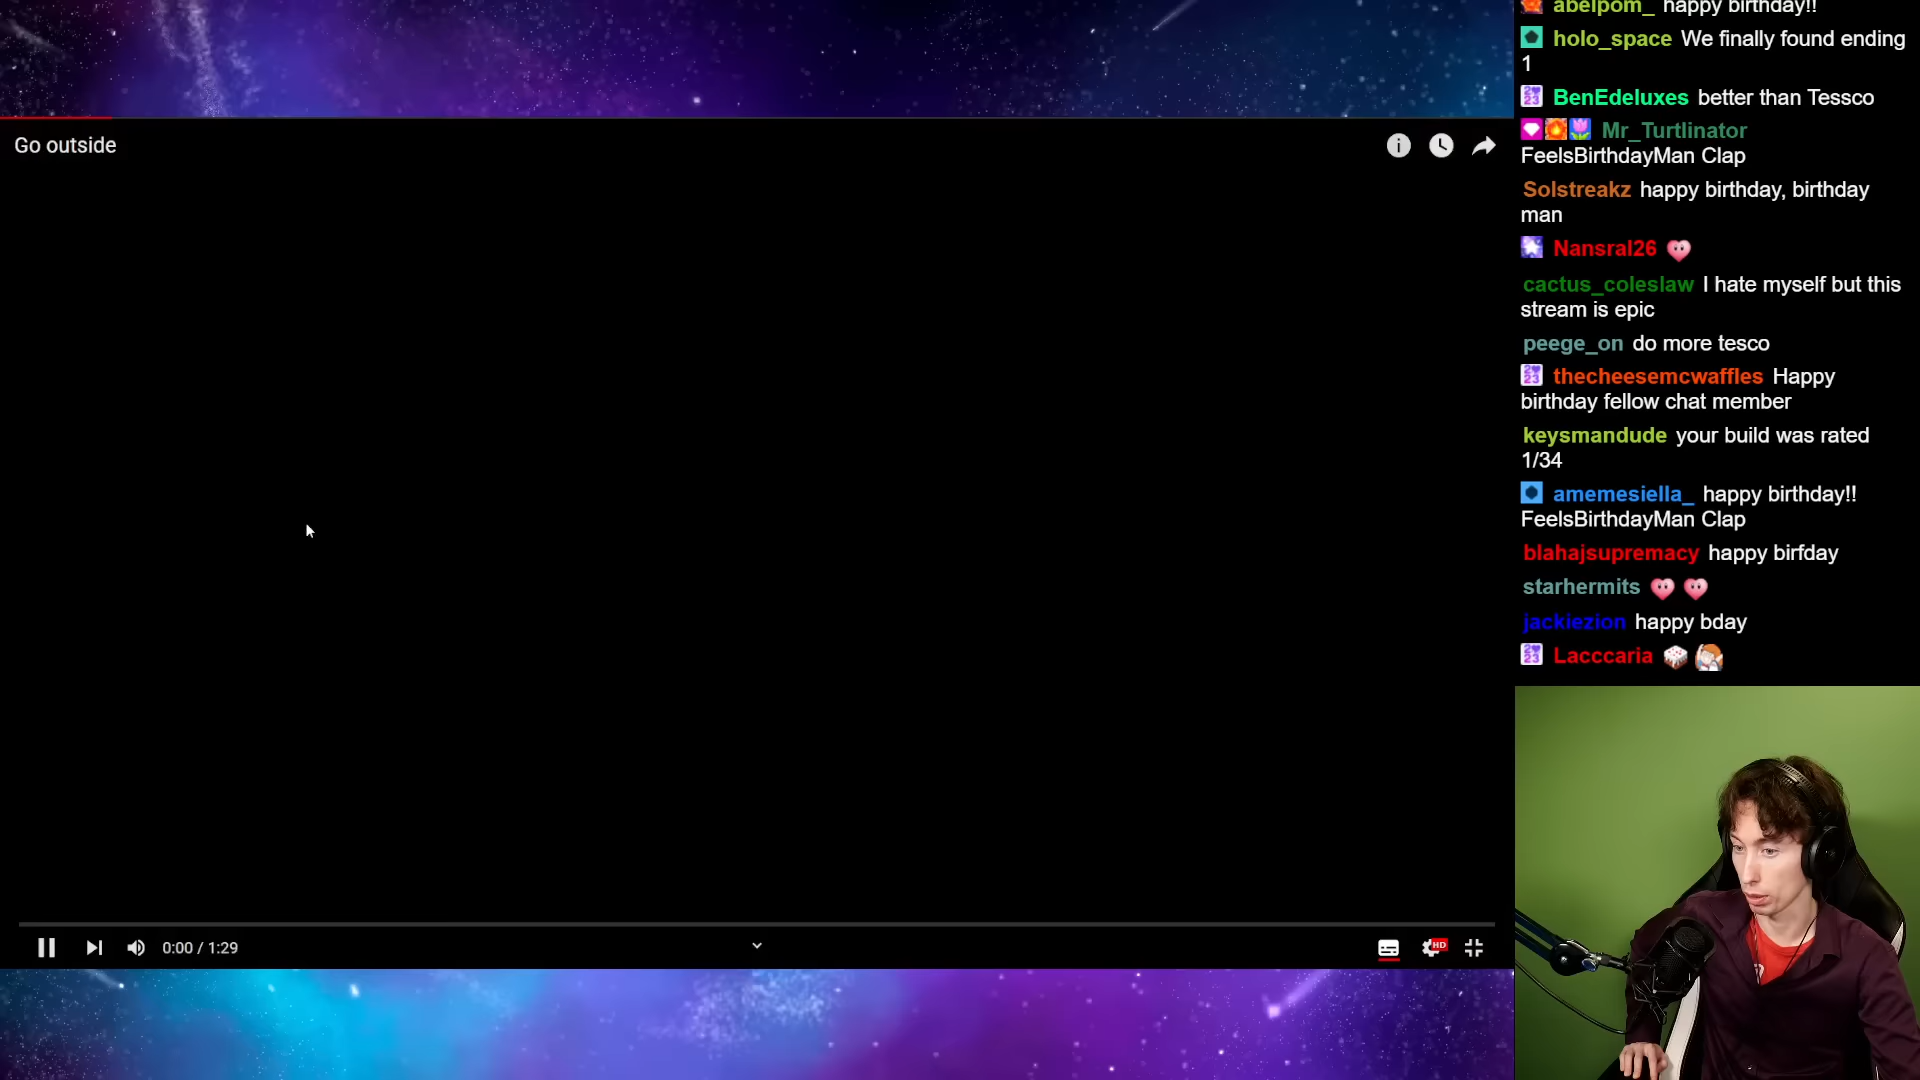 abelpom_ happy birthday!!
holo_space We finally found ending
1
BenEdeluxes better than Tessco
Mr_Turtlinator
FeelsBirthdayMan Clap
Solstreakz happy birthday, birthday
man
Nansral26
cactus_coleslaw I hate myself but this
stream is epic
peege_on do more tesco
thecheesemcwaffles Happy
birthday fellow chat member
keysmandude your build was rated
1/34
amemesiella_ happy birthday!!
FeelsBirthdayMan Clap
blahajsupremacy happy birfday
starhermits
jackiezion happy bday
Lacccaria
Go outside
0:00 / 1:29
HD